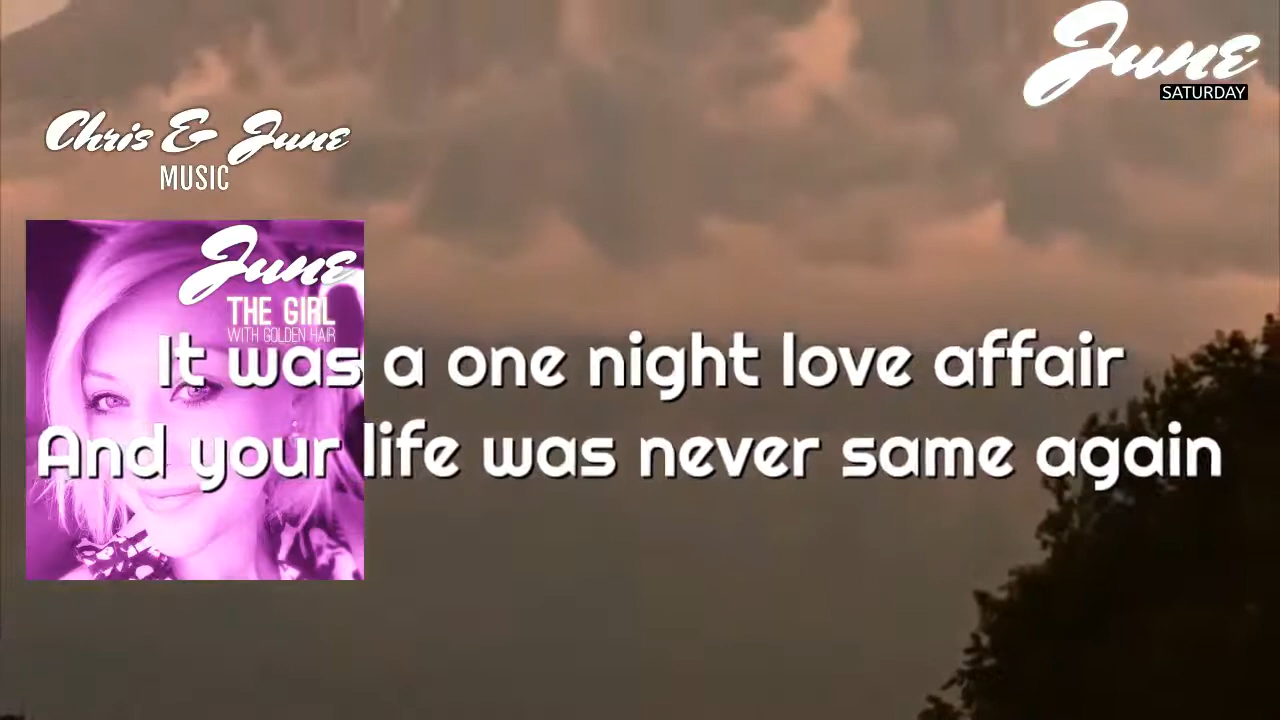 June
SATURDAY
Chris & June
MUSIC
June
THE GIRL
WITH GOLDEN HAIR
It was a one night love affair
And your life was never same again